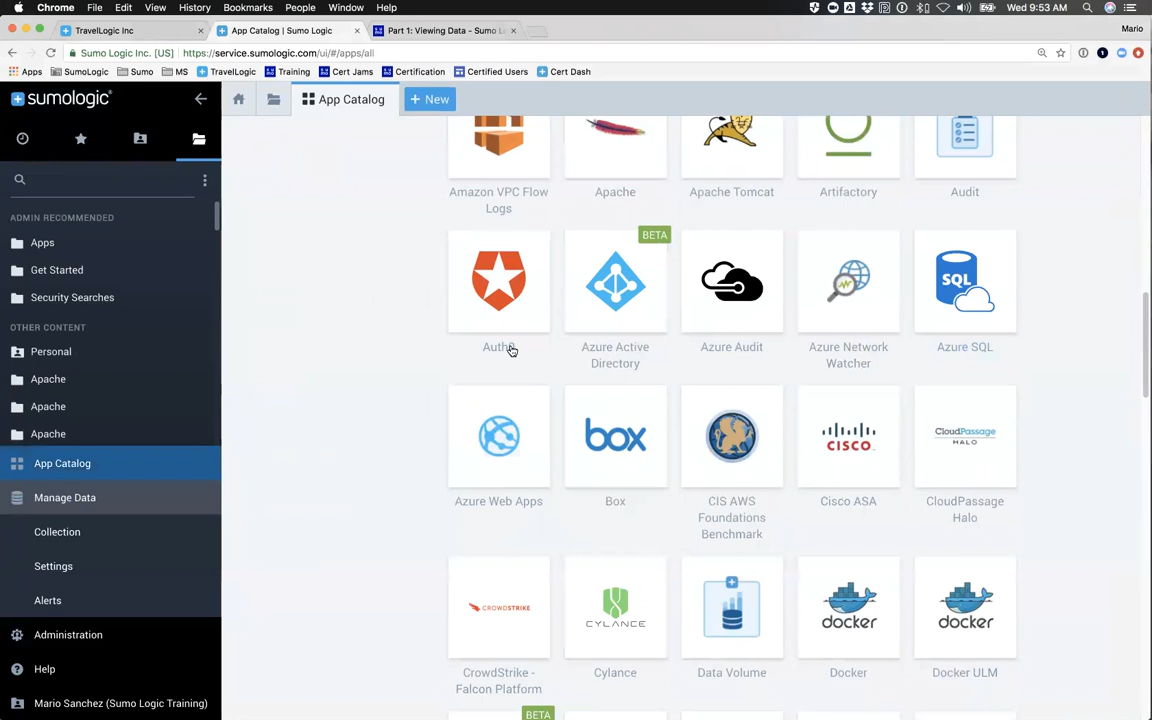 Chrome File Edit View History Bookmarks People Window Help
Wed 9:53 AM
TravelLogic Inc
App Catalog | Sumo Logic
Part 1: Viewing Data - Sumo L
Mario
Sumo Logic Inc. [US] https://service.sumologic.com/ui/#/apps/all
Apps SumoLogic Sumo MS TravelLogic Training Cert Jams Certification Certified Users Cert Dash
sumologic
App Catalog
+ New
ADMIN RECOMMENDED
Apps
Get Started
Security Searches
OTHER CONTENT
Personal
Apache
Apache
Apache
App Catalog
Manage Data
Collection
Settings
Alerts
Administration
Help
Mario Sanchez (Sumo Logic Training)
Amazon VPC Flow
Logs
Apache
Apache Tomcat
Artifactory
Audit
BETA
SQL
Auth0
Azure Active
Directory
Azure Audit
Azure Network
Watcher
Azure SQL
box
CISCO
CloudPassage
HALO
Azure Web Apps
Box
CIS AWS
Foundations
Benchmark
Cisco ASA
CloudPassage
Halo
CROWDSTRIKE
CYLANCE
docker
docker
CrowdStrike -
Falcon Platform
Cylance
Data Volume
Docker
Docker ULM
BETA